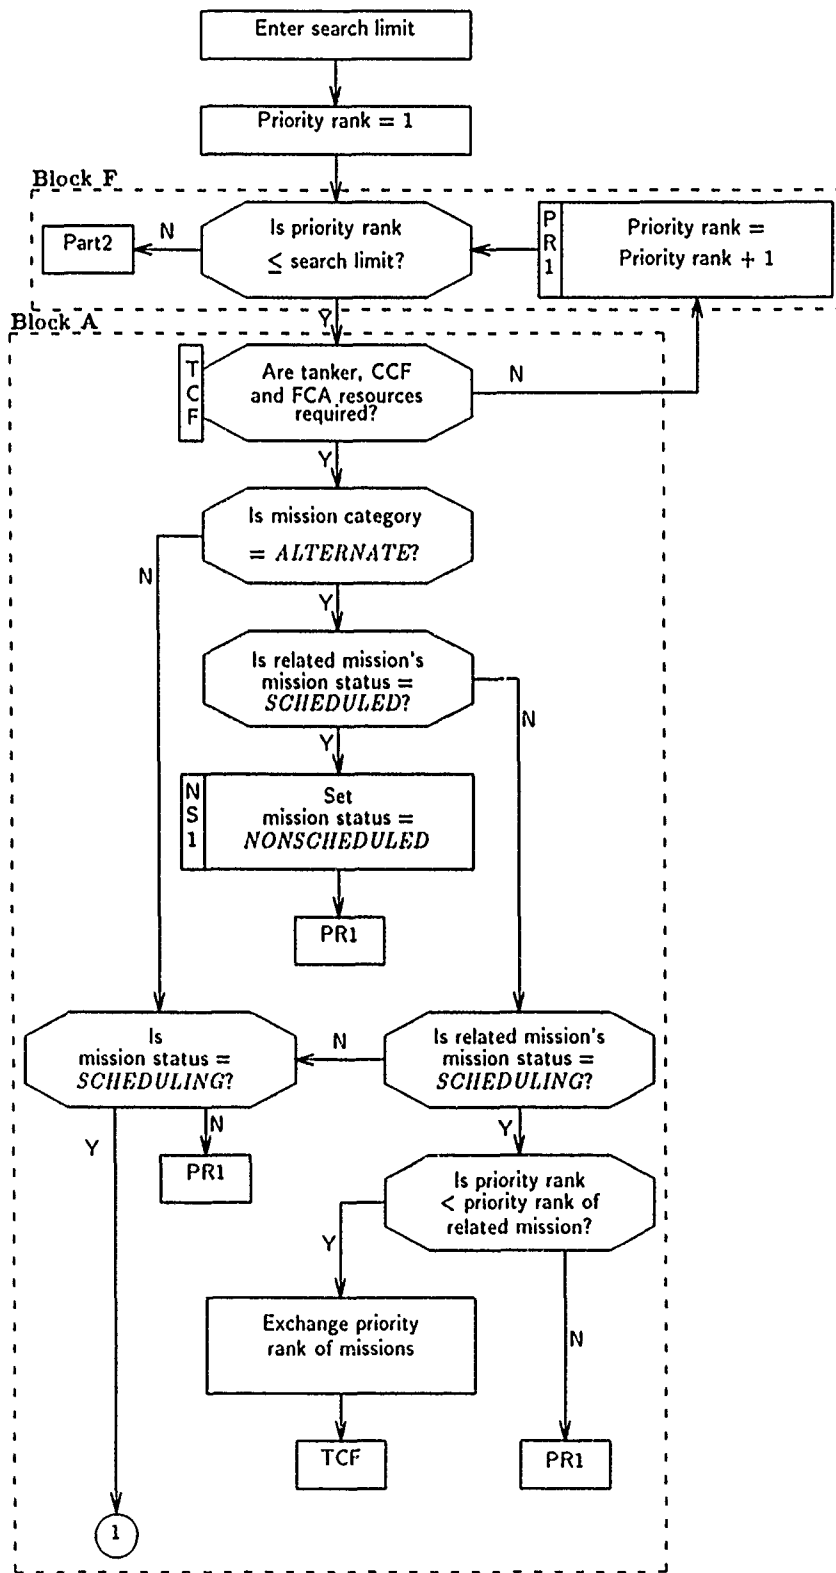 Enter search limit
Priority rank = 1
Block F
Part2
N
Is priority rank
≤ search limit?
P
R
1
Priority rank =
Priority rank + 1
Y
Block A
T
C
F
Are tanker, CCF
and FCA resources
required?
N
Y
Is mission category
= ALTERNATE?
N
Y
Is related mission's
mission status =
SCHEDULED?
N
Y
N
S
1
Set
mission status =
NONSCHEDULED
PR1
Is
mission status =
SCHEDULING?
N
Is related mission's
mission status =
SCHEDULING?
Y
N
PR1
Y
Is priority rank
< priority rank of
related mission?
Y
N
Exchange priority
rank of missions
TCF
PR1
1